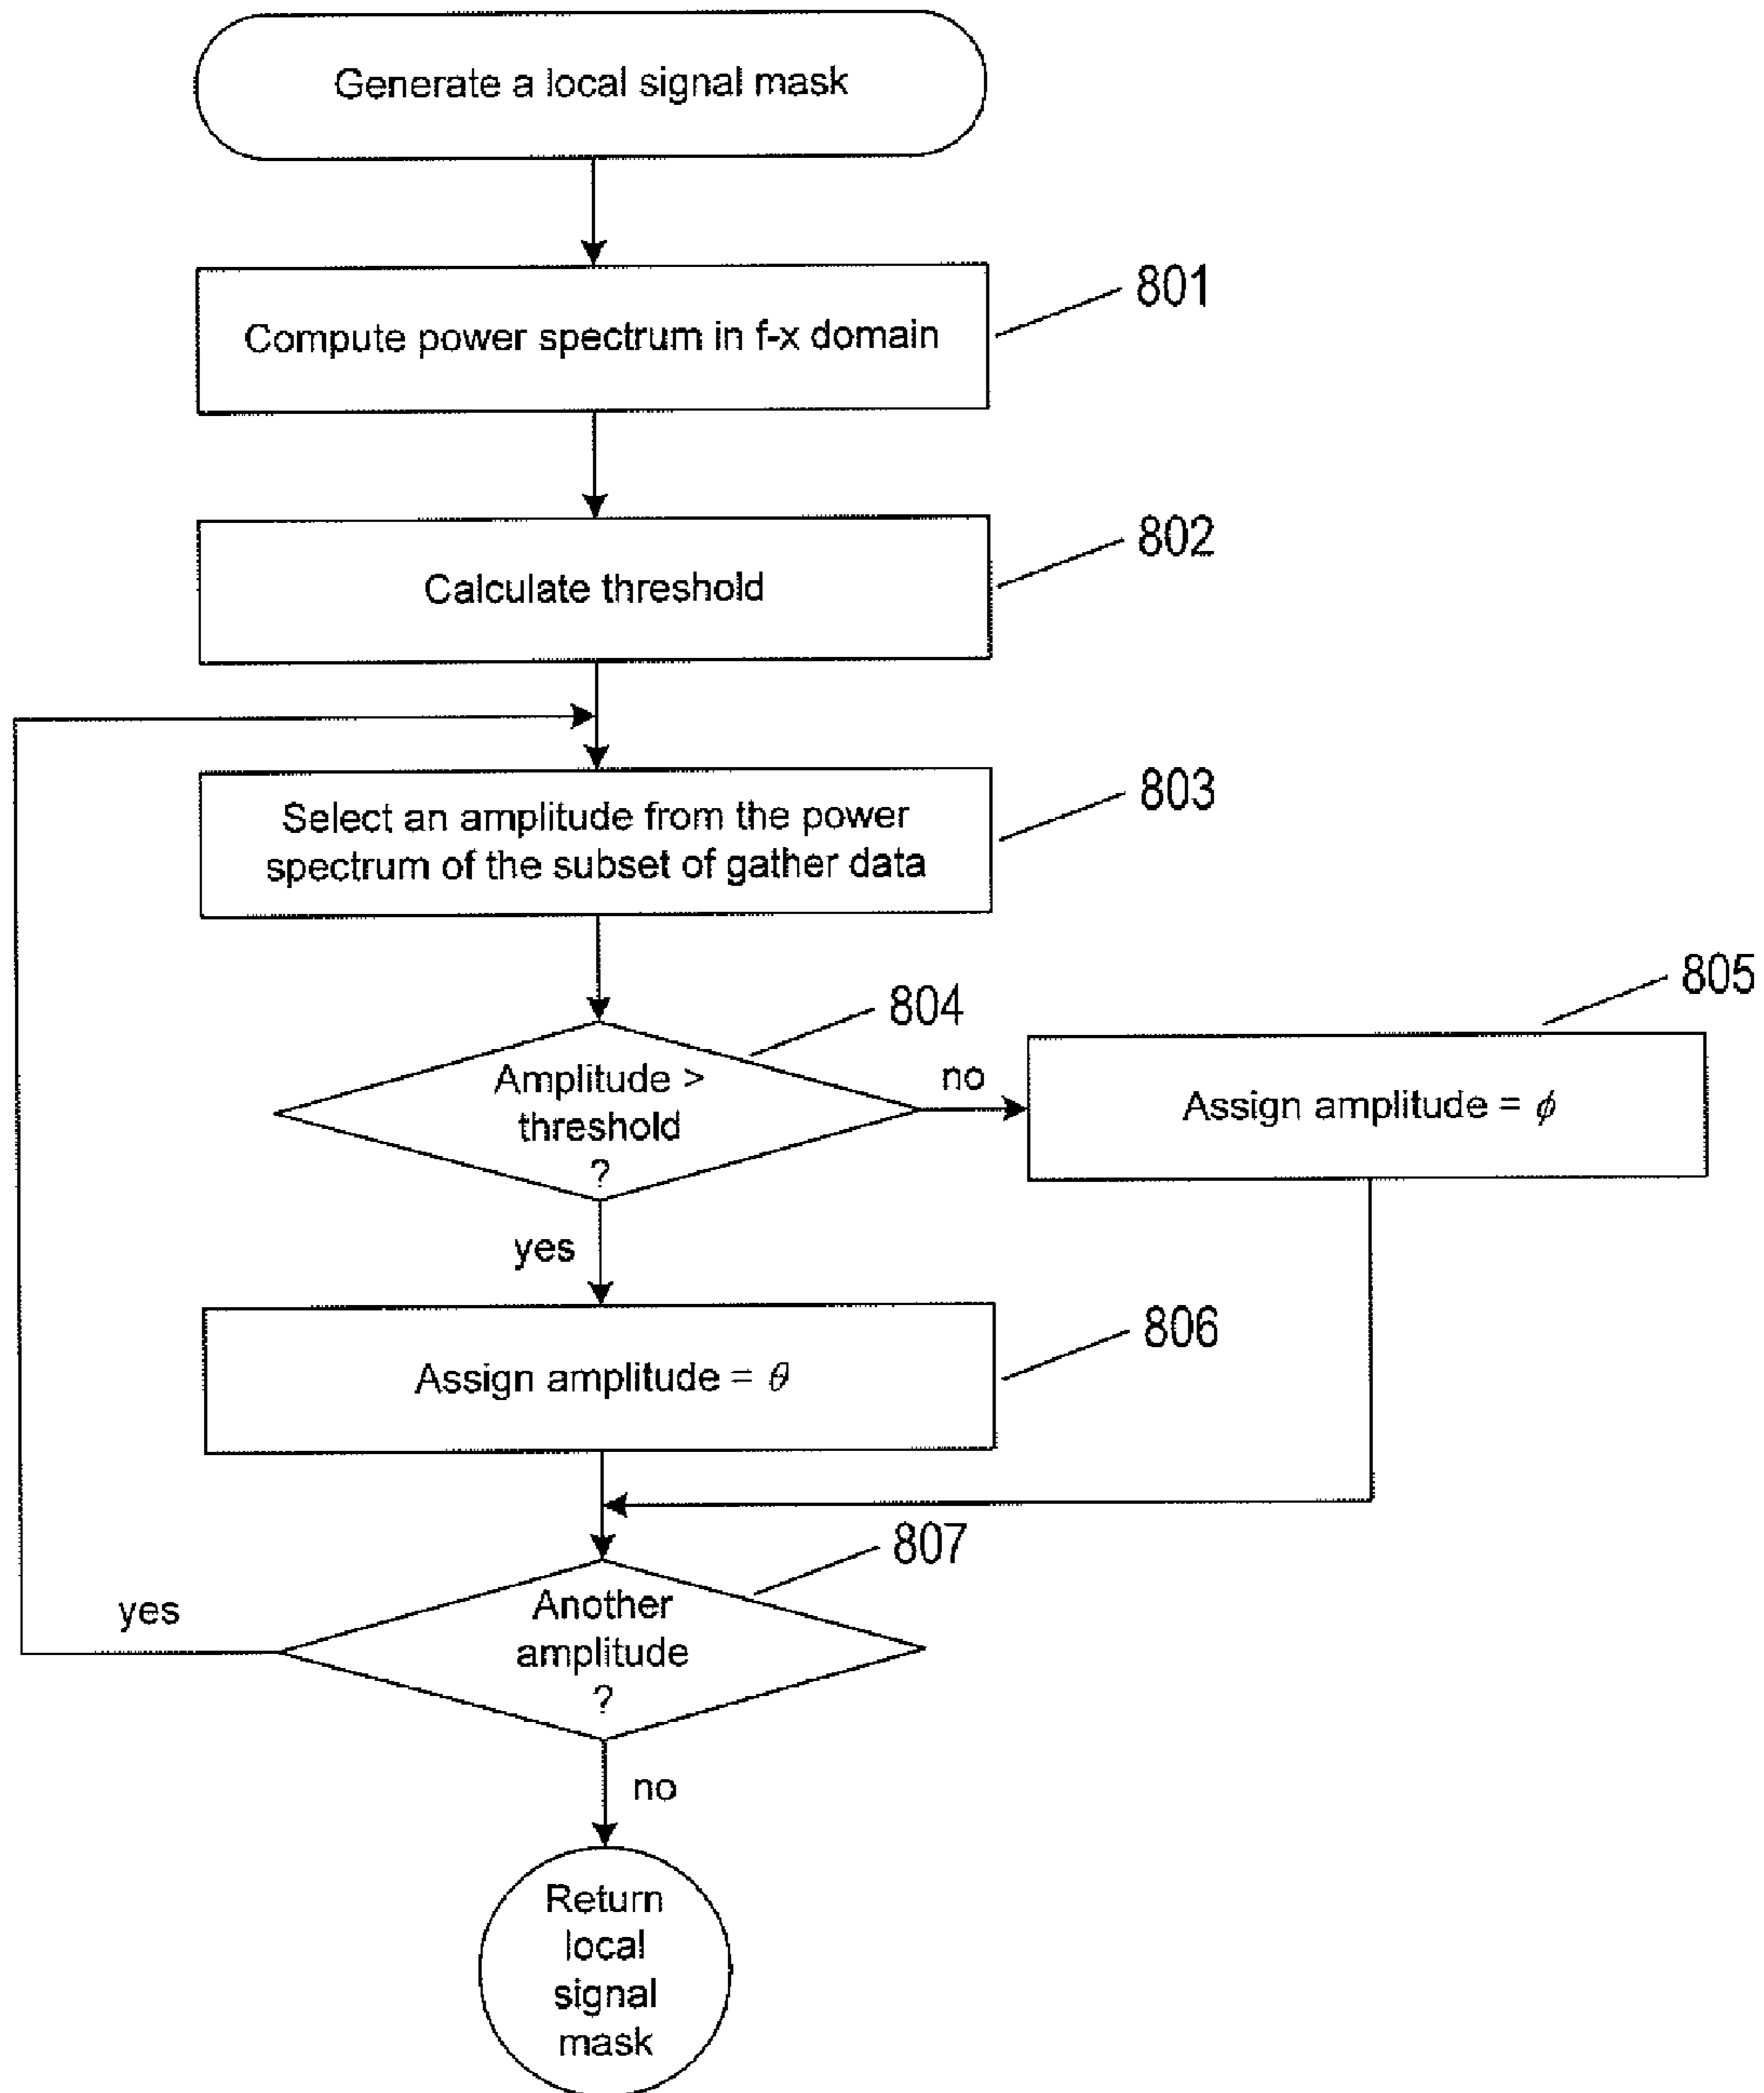 Generate a local signal mask
801
Compute power spectrum in f-x domain
802
Calculate threshold
803
Select an amplitude from the power
spectrum of the subset of gather data
804
805
Amplitude >
threshold
?
no
Assign amplitude = ϕ
yes
806
Assign amplitude = θ
807
Another
amplitude
?
yes
no
Return
local
signal
mask